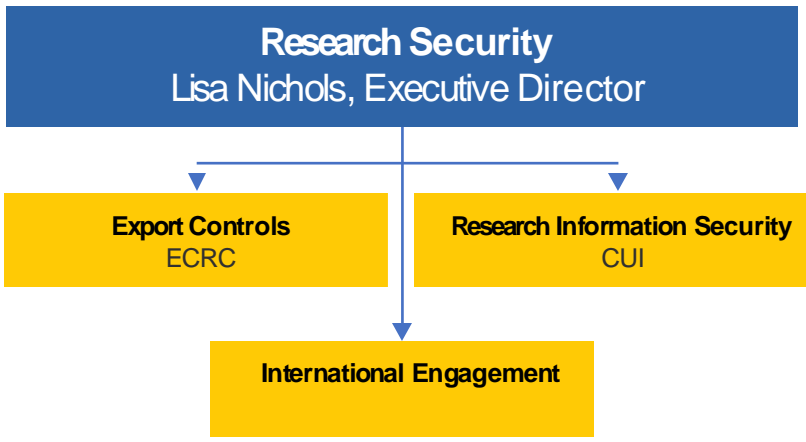 Research Security
Lisa Nichols, Executive Director
Export Controls
ECRC
Research Information Security
CUI
International Engagement